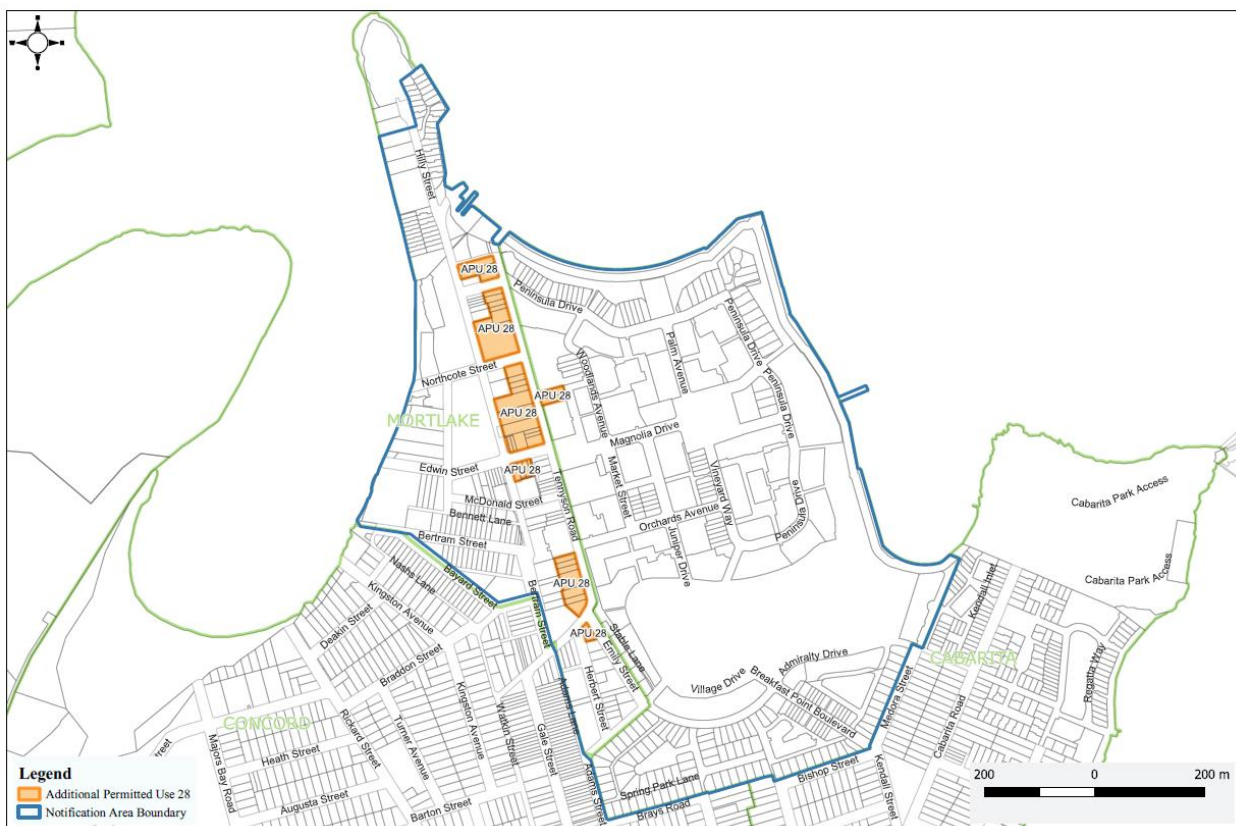 Hilly Street
APU 28
Peninsula Drive
APU 28
Peninsula Drive
Palm Avenue
Woodlands Avenue
Northcote Street
APU 28
APU 28
Peninsula Drive
MORTLAKE
Magnolia Drive
Edwin Street
APU 28
Market Street
Vineyard Way
Tennyson Road
McDonald Street
Bennett Lane
Orchards Avenue
Peninsula Drive
Cabarita Park Access
Bertram Street
Juniper Drive
Nashs Lane
Bayard Street
Kingston Avenue
APU 28
Bertram Street
Cabarita Park Access
Kendall Inlet
Deakin Street
APU 28
Stable Lane
Emily Street
Braddon Street
Admiralty Drive
CABARITA
Regatta Way
Village Drive
Breakfast Point Boulevard
Herbert Street
Adams Lane
Medora Street
Cabarita Road
CONCORD
Kingston Avenue
Watkin Street
Gale Street
Rickard Street
Turner Avenue
Street
Majors Bay Road
Heath Street
Augusta Street
Barton Street
Adams Street
Spring Park Lane
Brays Road
Bishop Street
Kendall Street
Legend
Additional Permitted Use 28
Notification Area Boundary
200 0 200 m